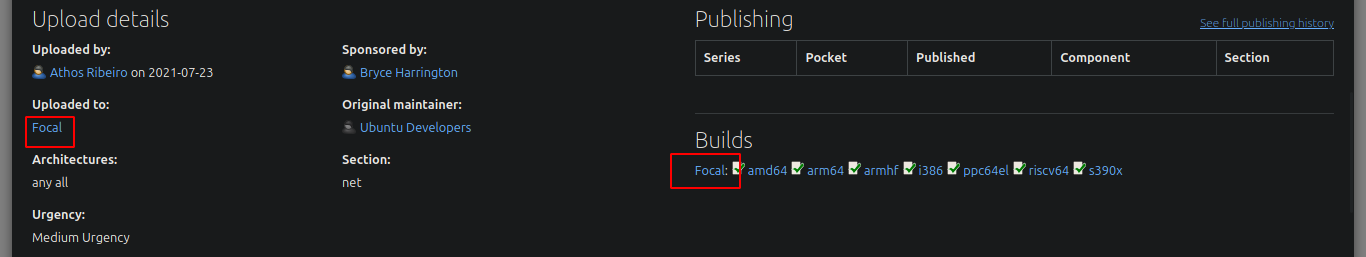 Upload details
Uploaded by:
Athos Ribeiro on 2021-07-23
Sponsored by:
Bryce Harrington
Uploaded to:
Focal
Original maintainer:
Ubuntu Developers
Architectures:
any all
Section:
net
Urgency:
Medium Urgency
Publishing
See full publishing history
Series Pocket Published Component Section
Builds
Focal: amd64 arm64 armhf i386 ppc64el riscv64 s390x